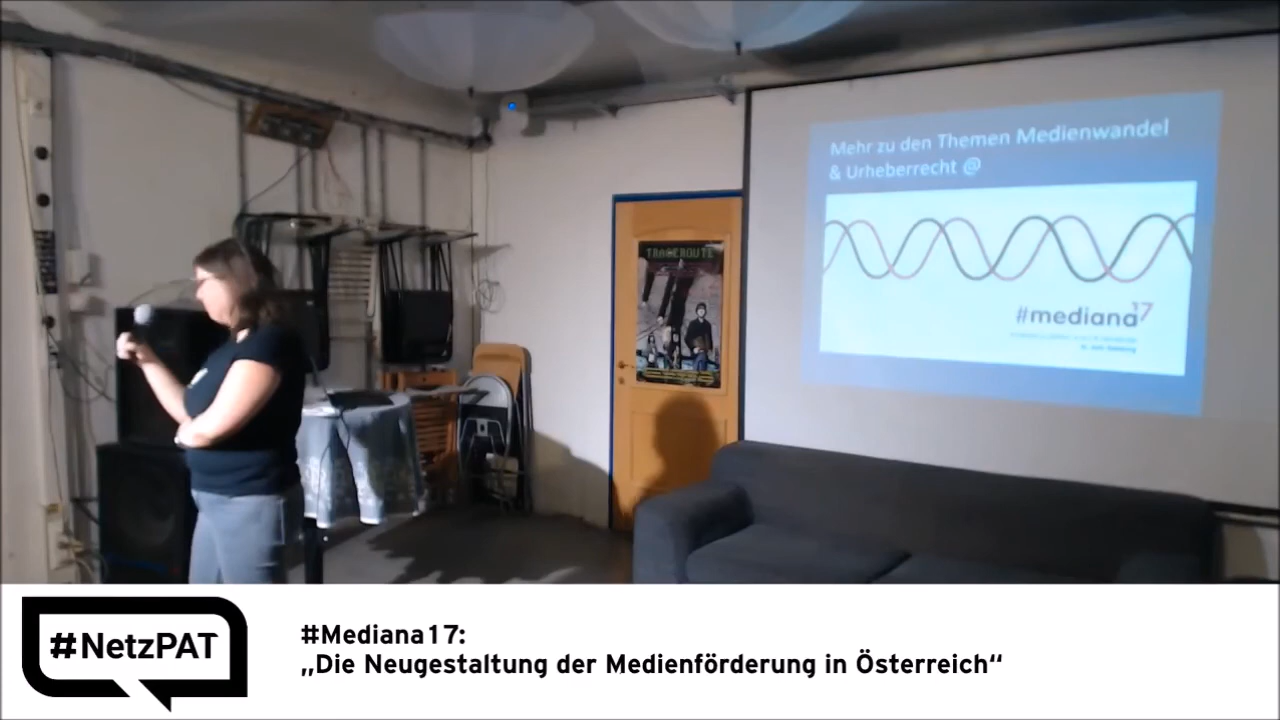 Mehr zu den Themen Medienwandel
& Urheberrecht @
#mediana17
TRACEROUTE
#NetzPAT
#Mediana17:
„Die Neugestaltung der Medienförderung in Österreich“